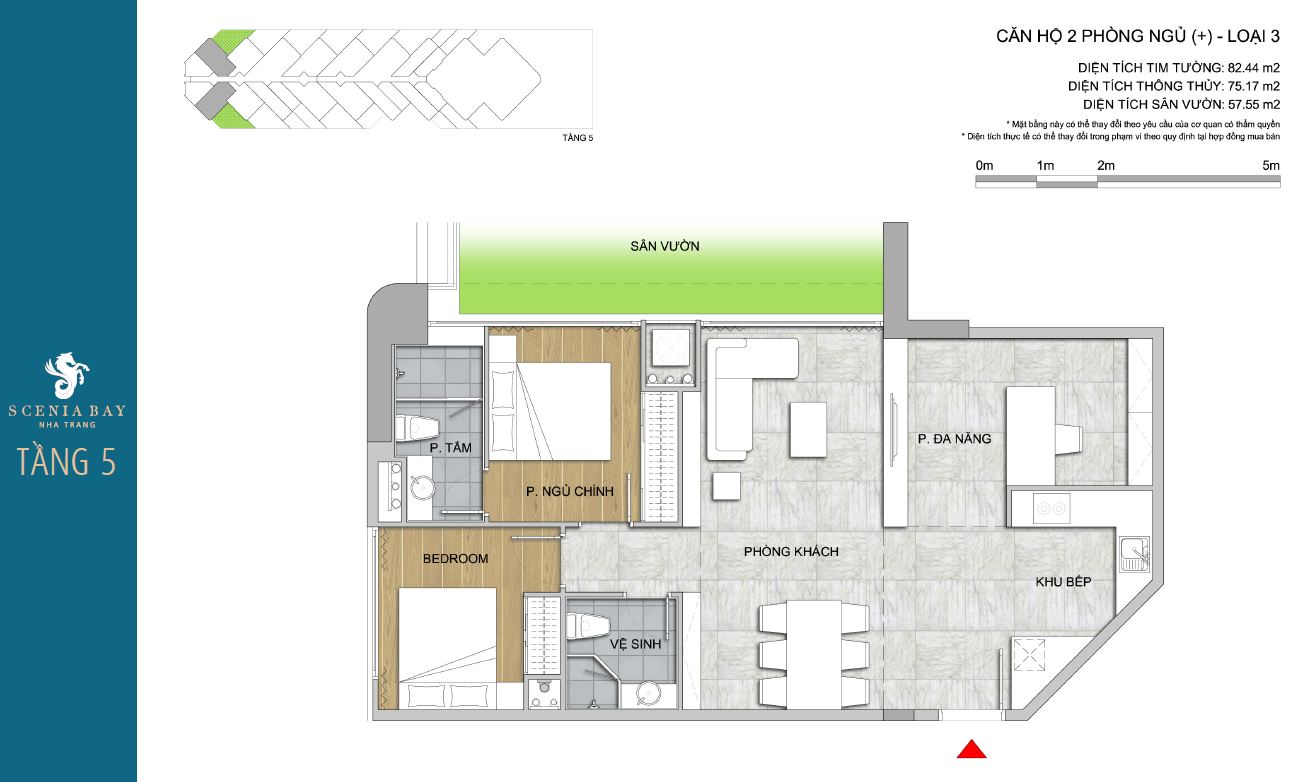 CĂN HỘ 2 PHÒNG NGỦ (+) - LOẠI 3
DIỆN TÍCH TIM TƯỜNG: 82.44 m2
DIỆN TÍCH THÔNG THỦY: 75.17 m2
DIỆN TÍCH SÂN VƯỜN: 57.55 m2
* Mặt bằng này có thể thay đổi theo yêu cầu của cơ quan có thẩm quyền
* Diện tích thực tế có thể thay đổi trong phạm vi theo quy định tại hợp đồng mua bán
TẦNG 5
0m 1m 2m 5m
SÂN VƯỜN
SCENIA BAY
NHA TRANG
TẦNG 5
P. TẮM
P. ĐA NĂNG
P. NGỦ CHÍNH
BEDROOM
PHÒNG KHÁCH
KHU BẾP
VỆ SINH